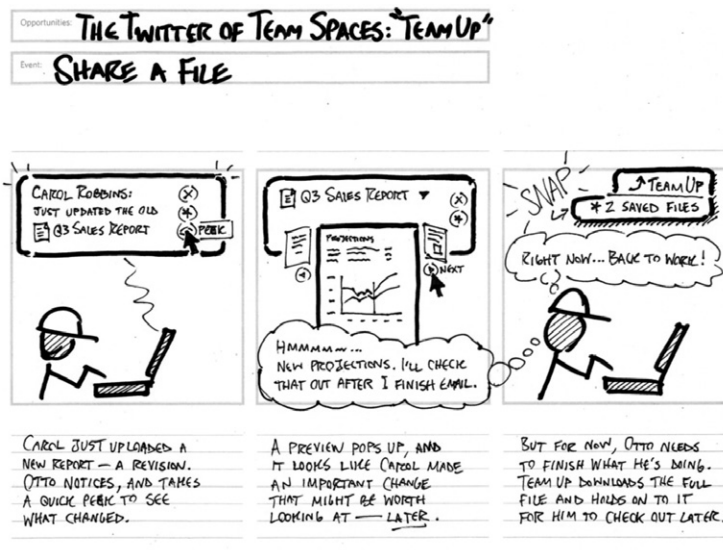 Opportunities: THE TWITTER OF TEAM SPACES: "TEAMUP"
Event: SHARE A FILE
CAROL ROBBINS:
JUST UPDATED THE OLD
Q3 SALES REPORT
PEEK
Q3 SALES REPORT
PROJECTIONS
NEXT
HMMMMM...
NEW PROJECTIONS. I'LL CHECK
THAT OUT AFTER I FINISH EMAIL.
SNAP
TEAMUP
* 2 SAVED FILES
RIGHT NOW... BACK TO WORK!
CAROL JUST UPLOADED A
NEW REPORT — A REVISION.
OTTO NOTICES, AND TAKES
A QUICK PEEK TO SEE
WHAT CHANGED.
A PREVIEW POPS UP, AND
IT LOOKS LIKE CAROL MADE
AN IMPORTANT CHANGE
THAT MIGHT BE WORTH
LOOKING AT — LATER.
BUT FOR NOW, OTTO NEEDS
TO FINISH WHAT HE'S DOING.
TEAM UP DOWNLOADS THE FULL
FILE AND HOLDS ON TO IT
FOR HIM TO CHECK OUT LATER.